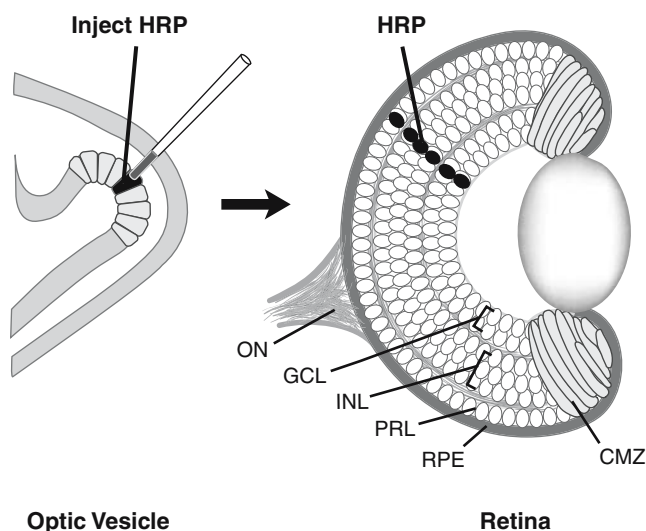 Inject HRP
HRP
ON
GCL
INL
PRL
RPE
CMZ
Optic Vesicle
Retina